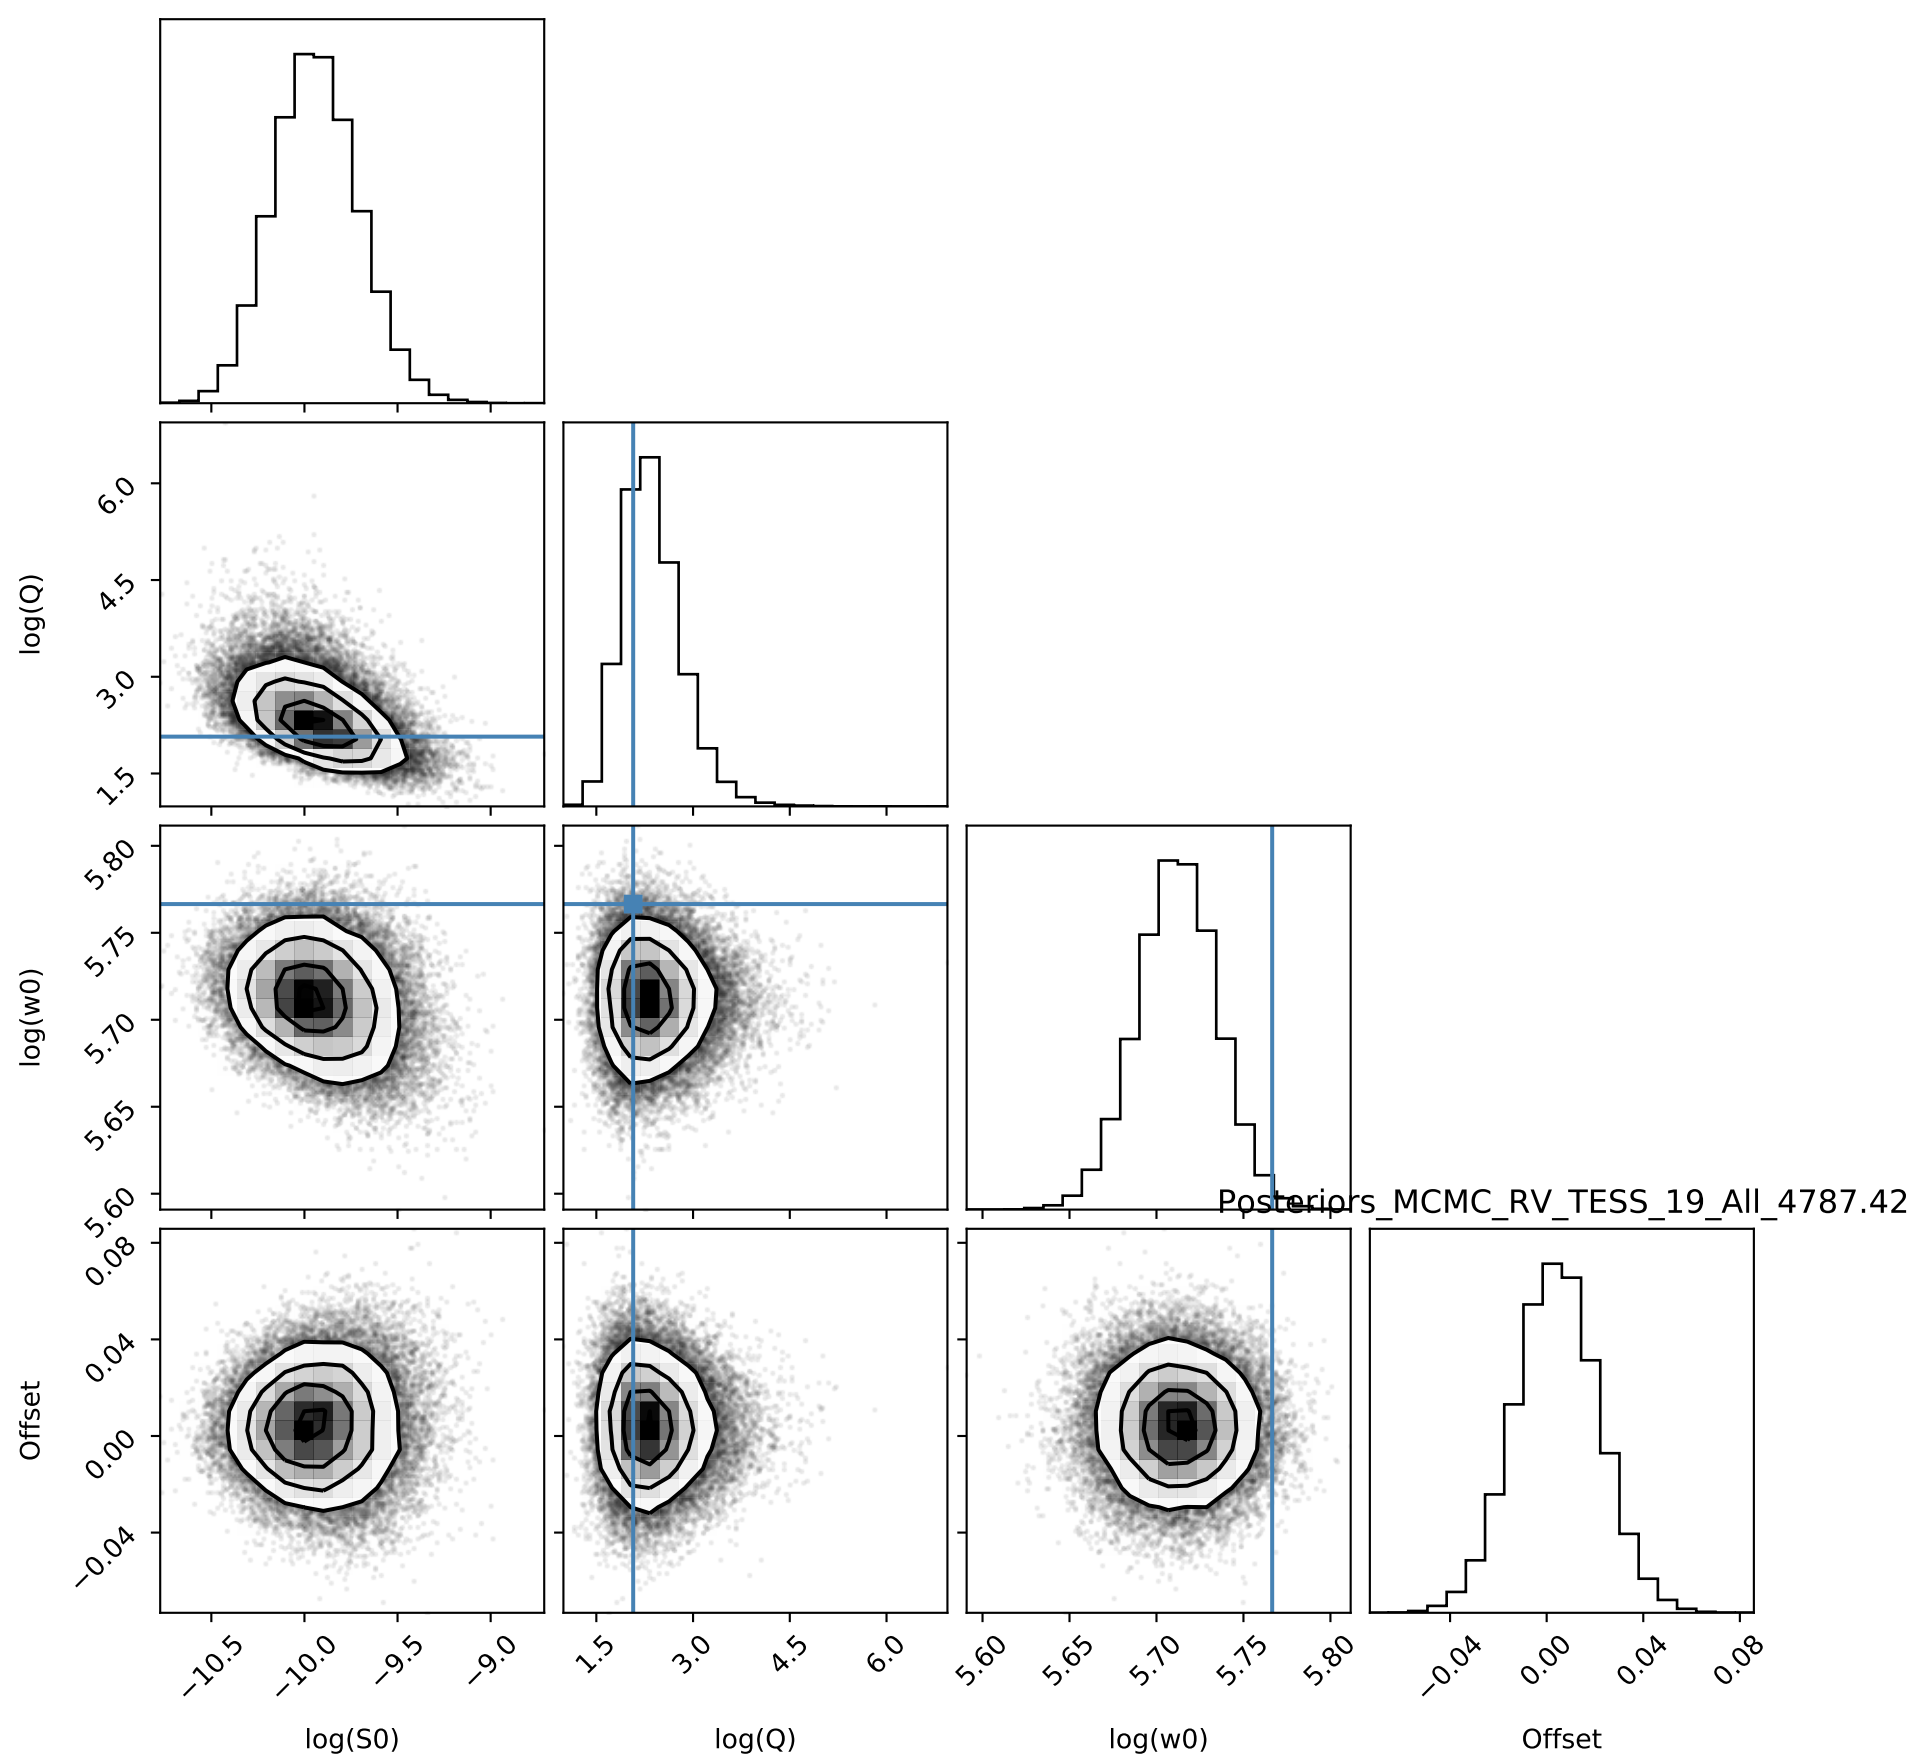 6.0
4.5
3.0
1.5
log(Q)
5.80
5.75
5.70
5.65
5.60
log(w0)
Posteriors_MCMC_RV_TESS_19_All_4787.42
0.08
0.04
0.00
−0.04
Offset
−10.5 −10.0 −9.5 −9.0 1.5 3.0 4.5 6.0 5.60 5.65 5.70 5.75 5.80 −0.04 0.00 0.04 0.08
log(S0) log(Q) log(w0) Offset